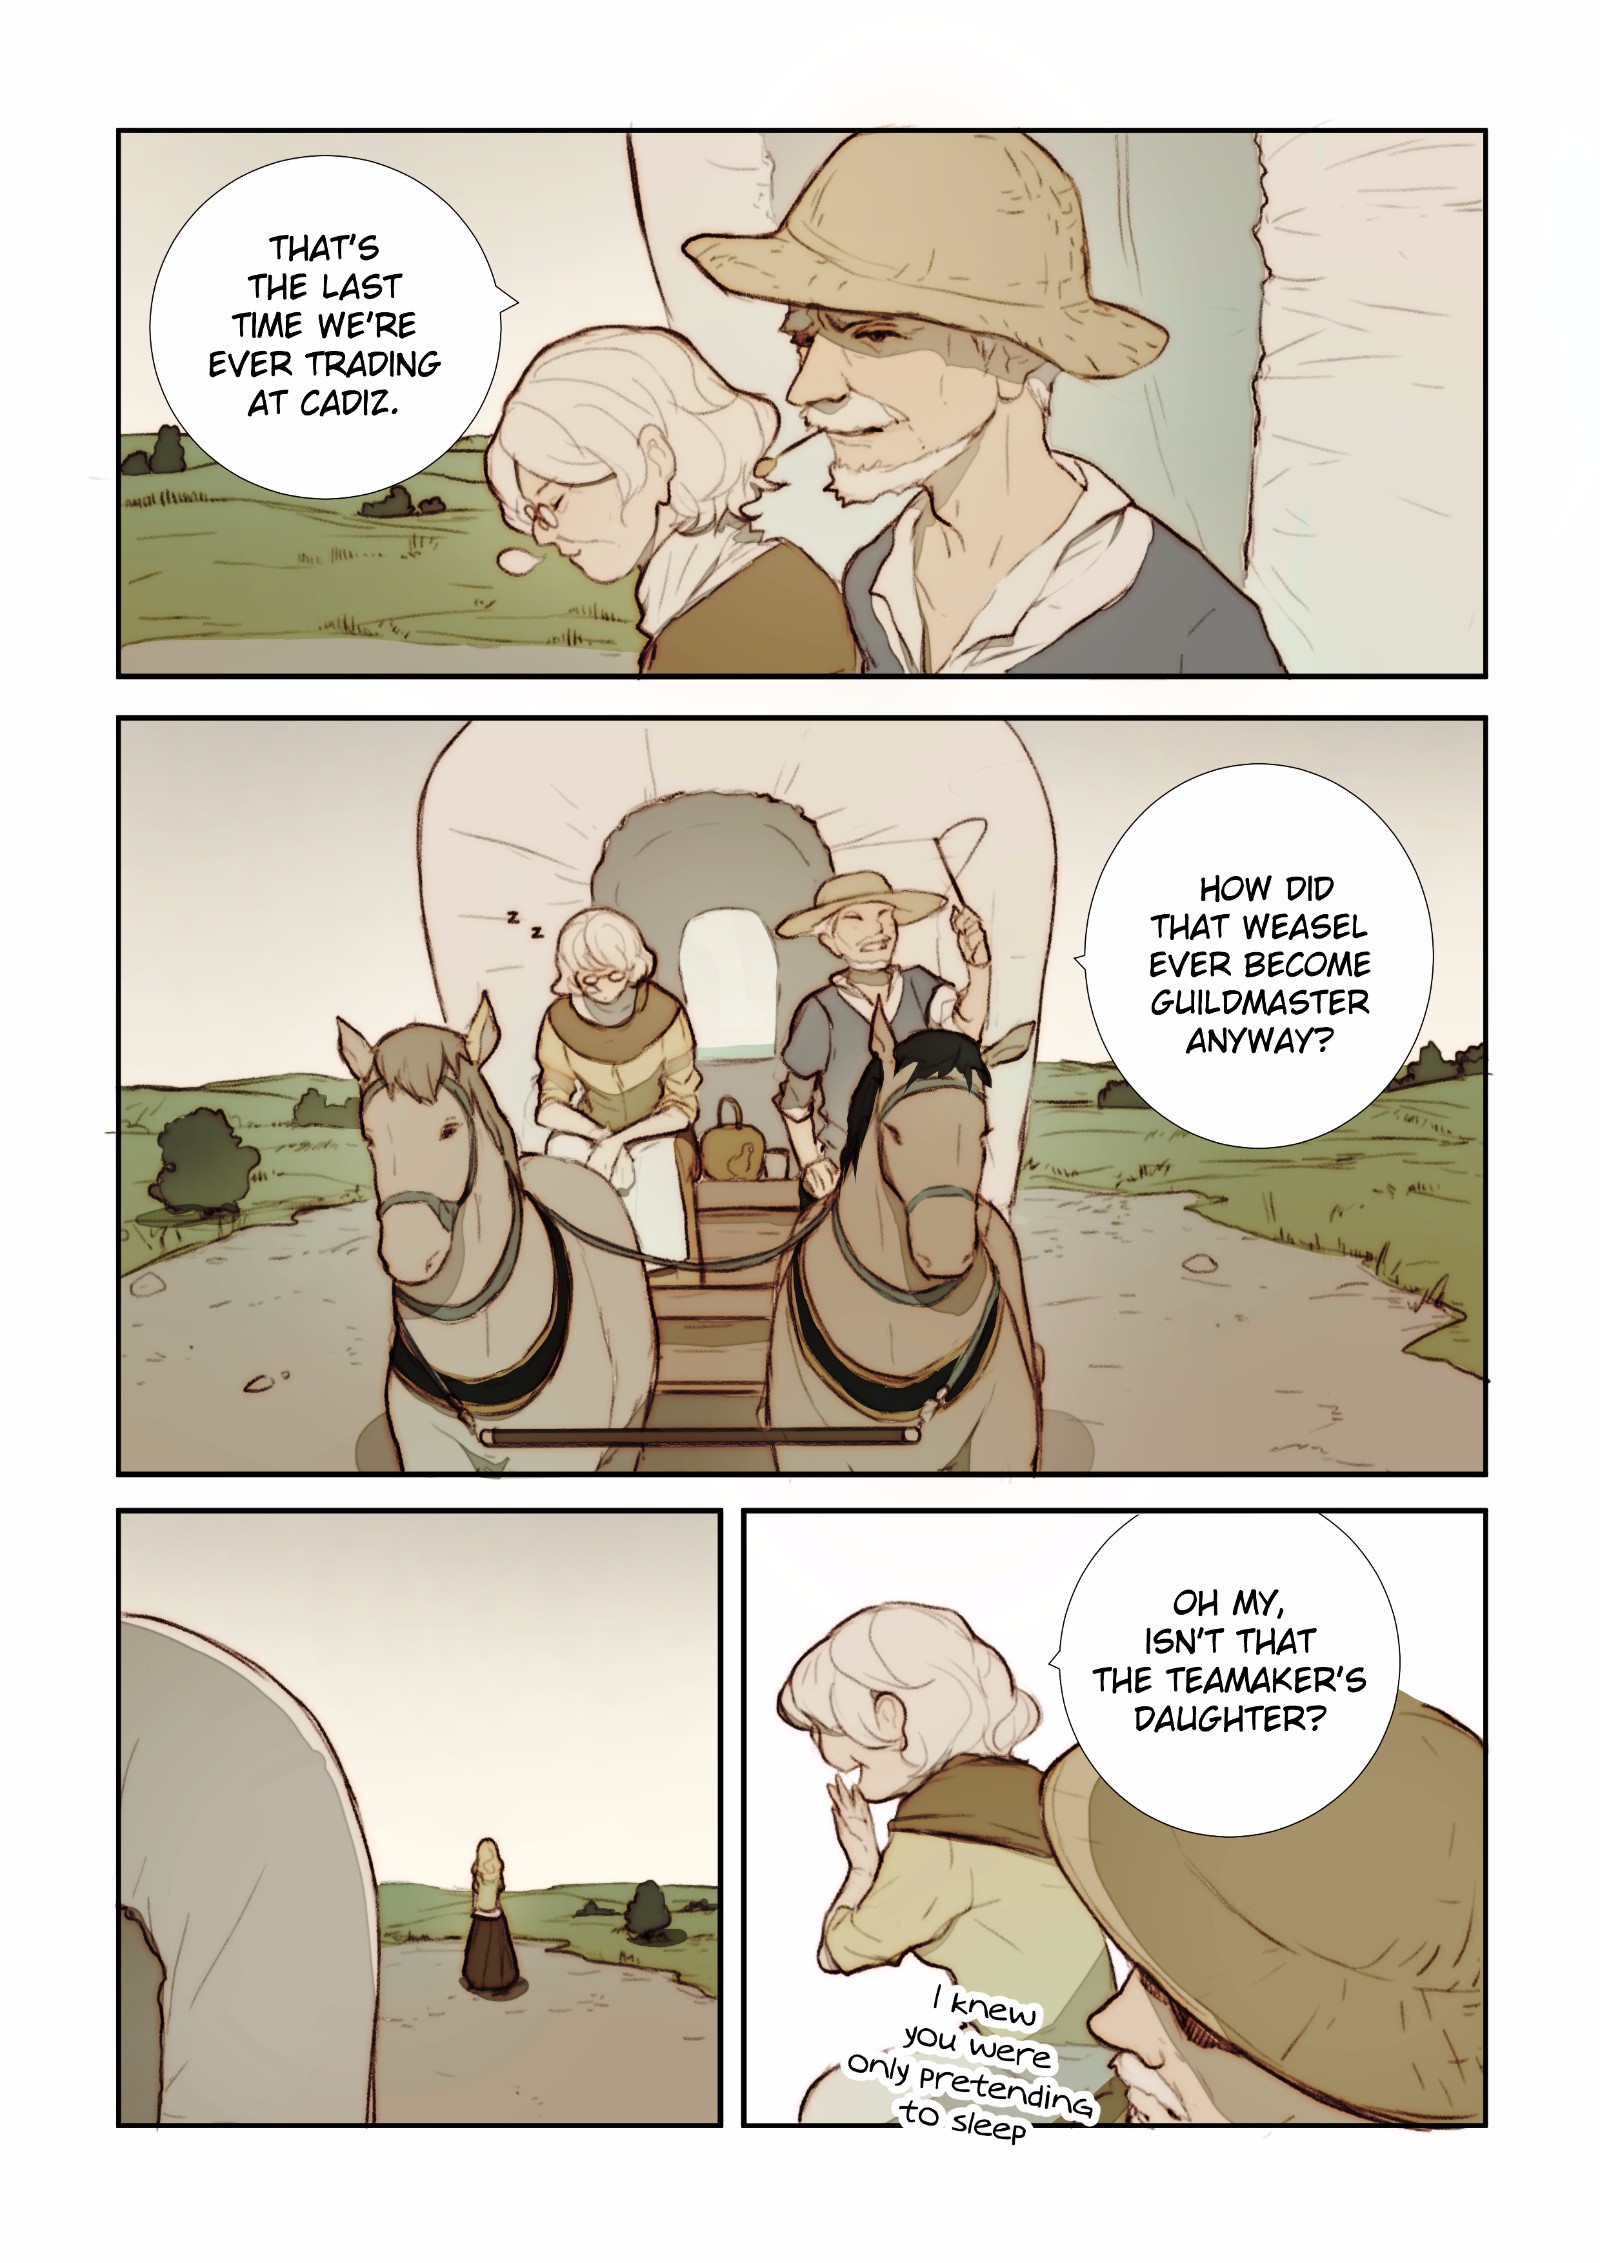 THAT'S
THE LAST
TIME WE'RE
EVER TRADING
AT CADIZ.
z
z
HOW DID
THAT WEASEL
EVER BECOME
GUILDMASTER
ANYWAY?
OH MY,
ISN'T THAT
THE TEAMAKER'S
DAUGHTER?
I knew
you were
only pretending
to sleep